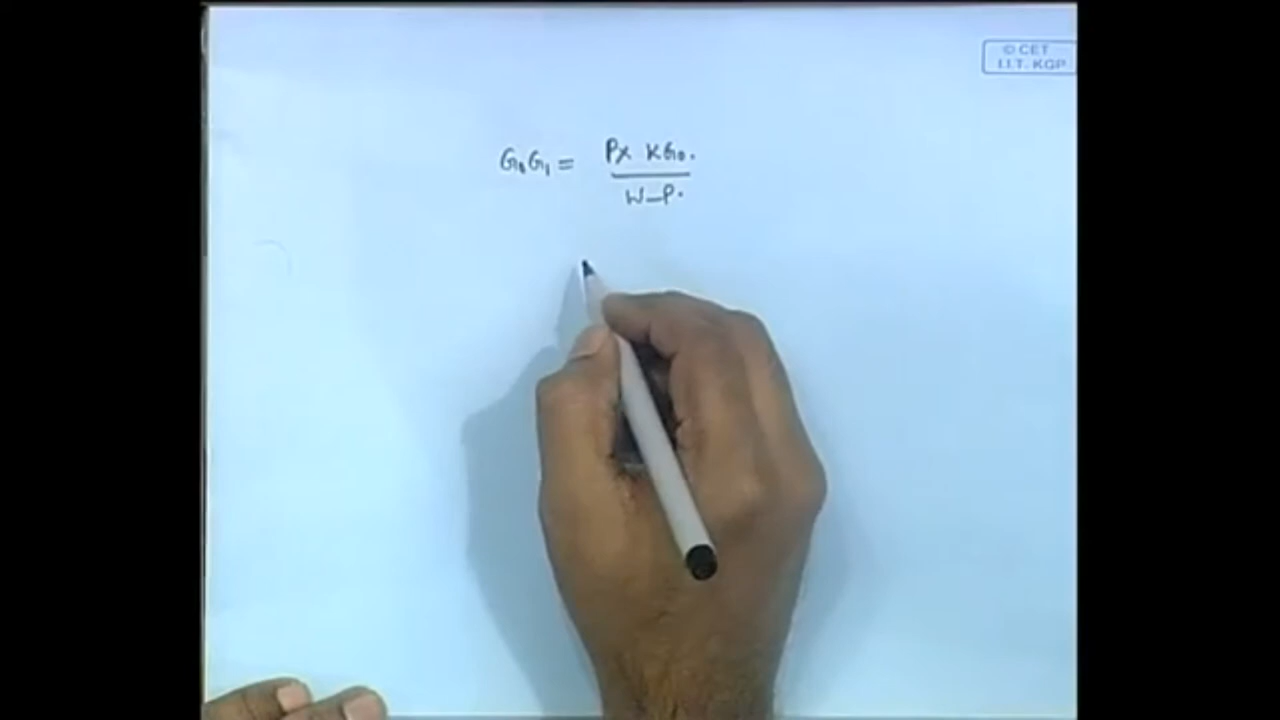 © CET
I.I.T. KGP
G₀G₁ = P x KG₀.
W-P.